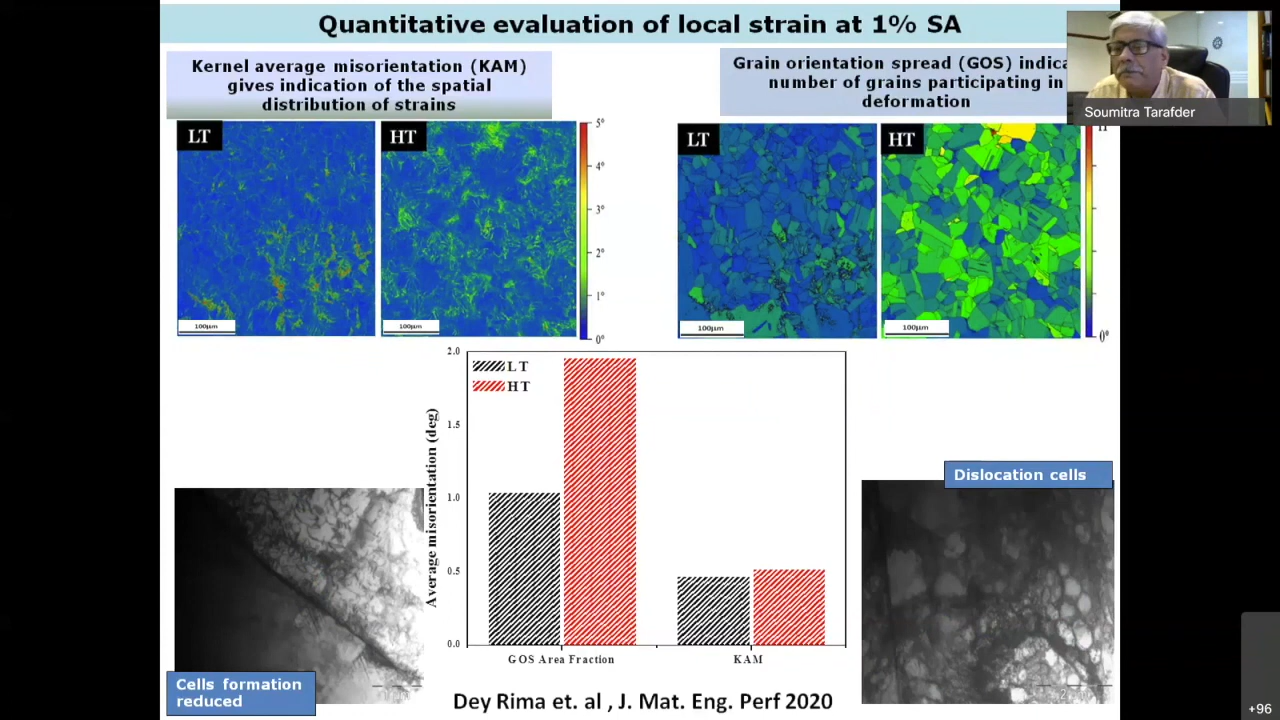 Quantitative evaluation of local strain at 1% SA
Kernel average misorientation (KAM)
gives indication of the spatial
distribution of strains
Grain orientation spread (GOS) indica
number of grains participating in
deformation
Soumitra Tarafder
LT
HT
5°
4°
3°
2°
1°
0°
100μm
100μm
LT
HT
0°
100μm
100μm
2.0
1.5
1.0
0.5
0.0
Average misorientation (deg)
LT
HT
GOS Area Fraction
KAM
Dislocation cells
Cells formation
reduced
Dey Rima et. al , J. Mat. Eng. Perf 2020
+96